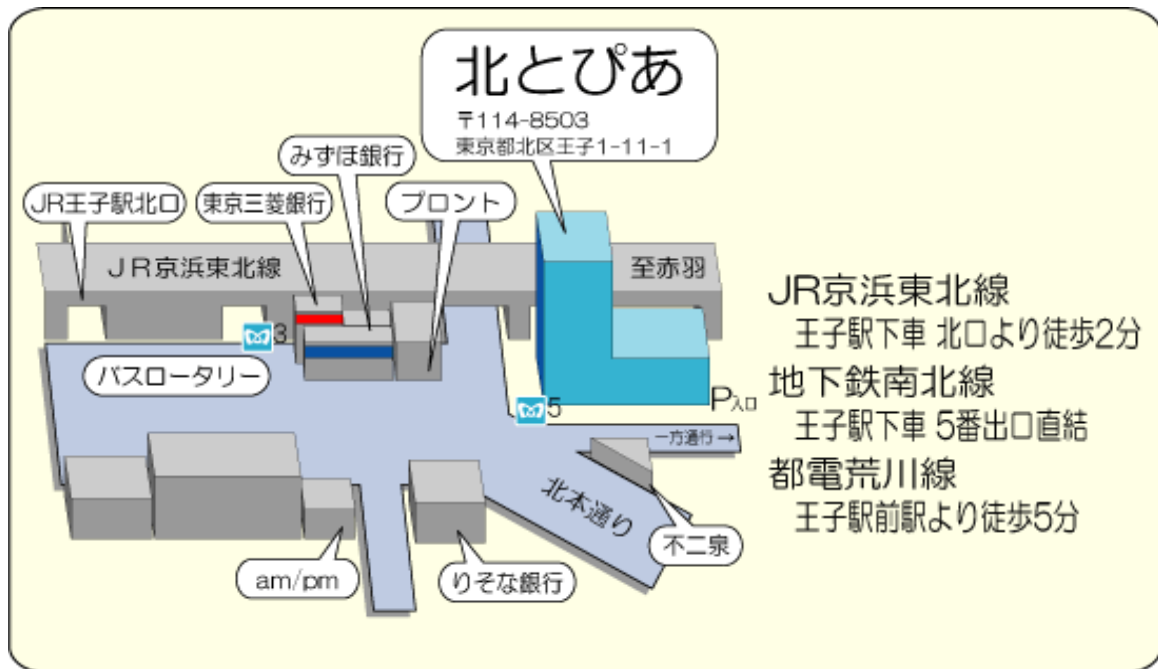 北とぴあ
〒114-8503
東京都北区王子1-11-1
みずほ銀行
JR王子駅北口
東京三菱銀行
プロント
JR京浜東北線
至赤羽
3
バスロータリー
5
P入口
一方通行→
北本通り
不二泉
am/pm
りそな銀行
JR京浜東北線
王子駅下車 北口より徒歩2分
地下鉄南北線
王子駅下車 5番出口直結
都電荒川線
王子駅前駅より徒歩5分